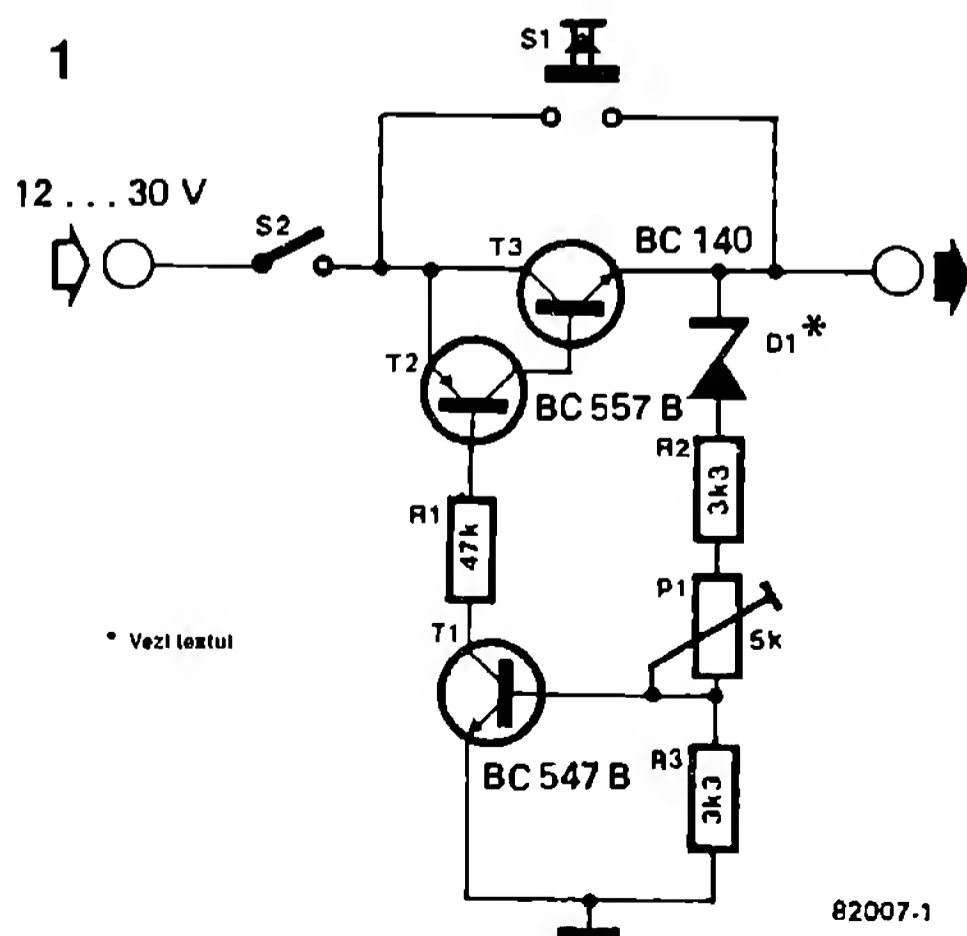 1
S1
12 . . . 30 V
S2
T3
BC 140
T2
D1 *
BC 557 B
R2
3k3
R1
47k
P1
5k
* Vezi textul
T1
BC 547 B
R3
3k3
82007-1